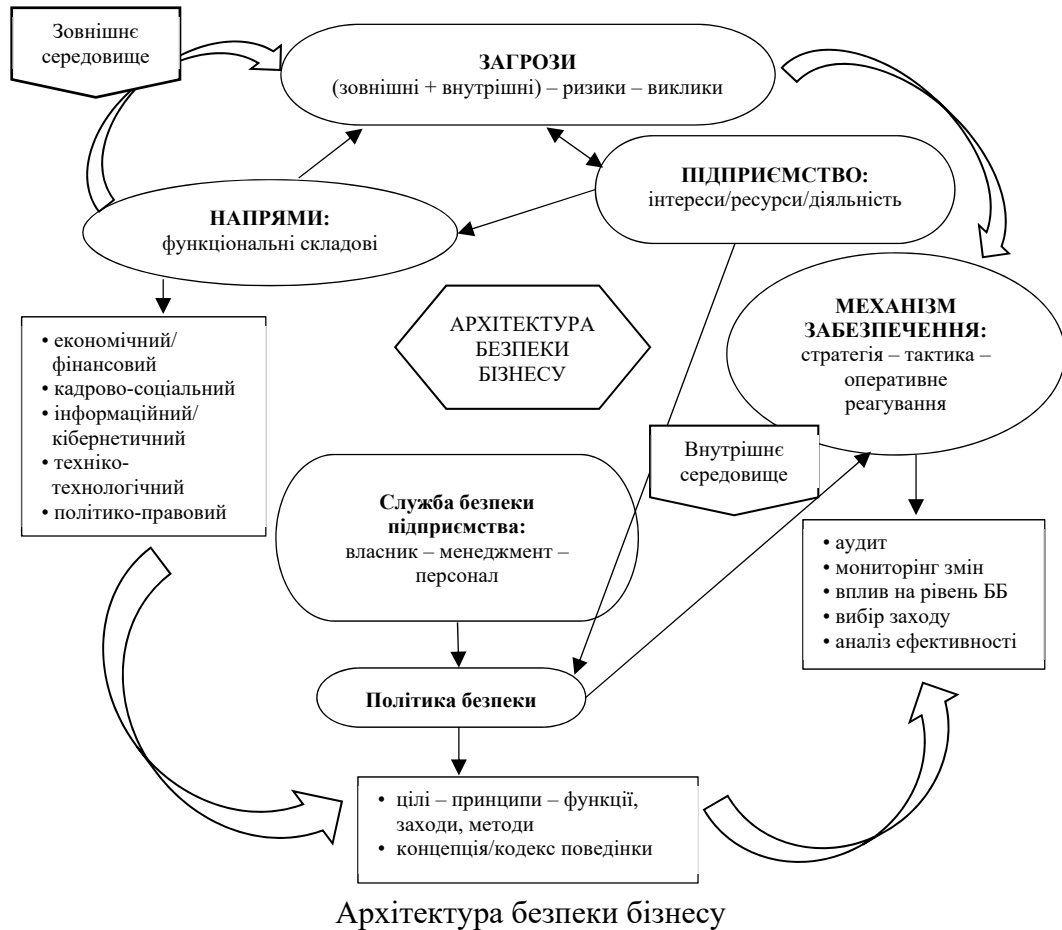 Зовнішнє
середовище
ЗАГРОЗИ
(зовнішні + внутрішні) – ризики – виклики
ПІДПРИЄМСТВО:
інтереси/ресурси/діяльність
НАПРЯМИ:
функціональні складові
МЕХАНІЗМ
ЗАБЕЗПЕЧЕННЯ:
стратегія – тактика –
оперативне
реагування
АРХІТЕКТУРА
БЕЗПЕКИ
БІЗНЕСУ
• економічний/
фінансовий
• кадрово-соціальний
• інформаційний/
кібернетичний
• техніко-
технологічний
• політико-правовий
Внутрішнє
середовище
Служба безпеки
підприємства:
власник – менеджмент –
персонал
• аудит
• мониторінг змін
• вплив на рівень ББ
• вибір заходу
• аналіз ефективності
Політика безпеки
• цілі – принципи – функції,
заходи, методи
• концепція/кодекс поведінки
Архітектура безпеки бізнесу